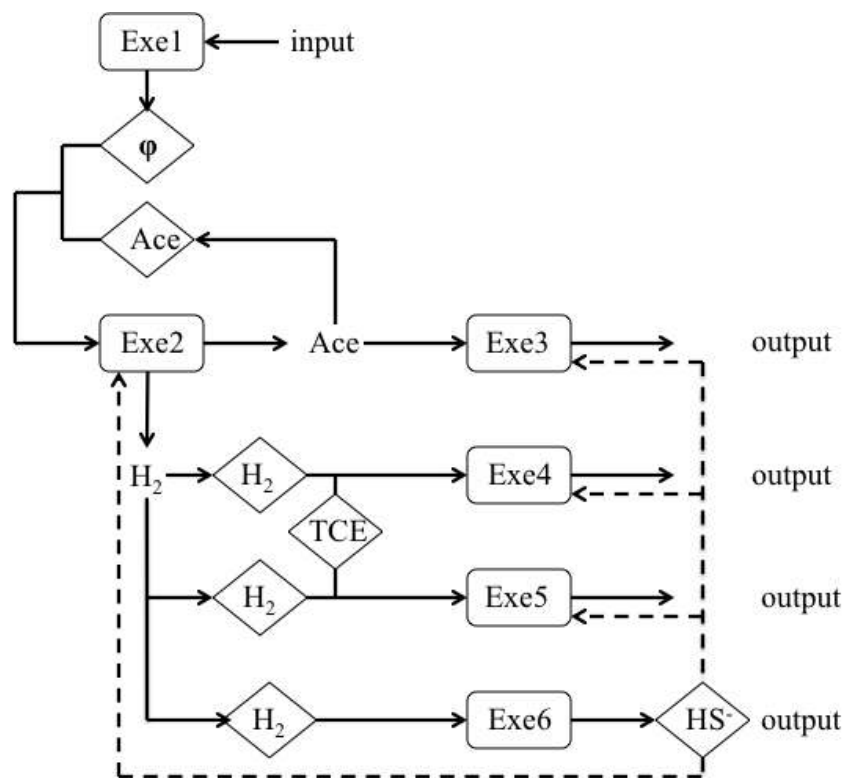 Exe1 input
φ
Ace
Exe2 Ace Exe3 output
H₂ H₂ Exe4 output
TCE
H₂ Exe5 output
H₂ Exe6 HS⁻ output